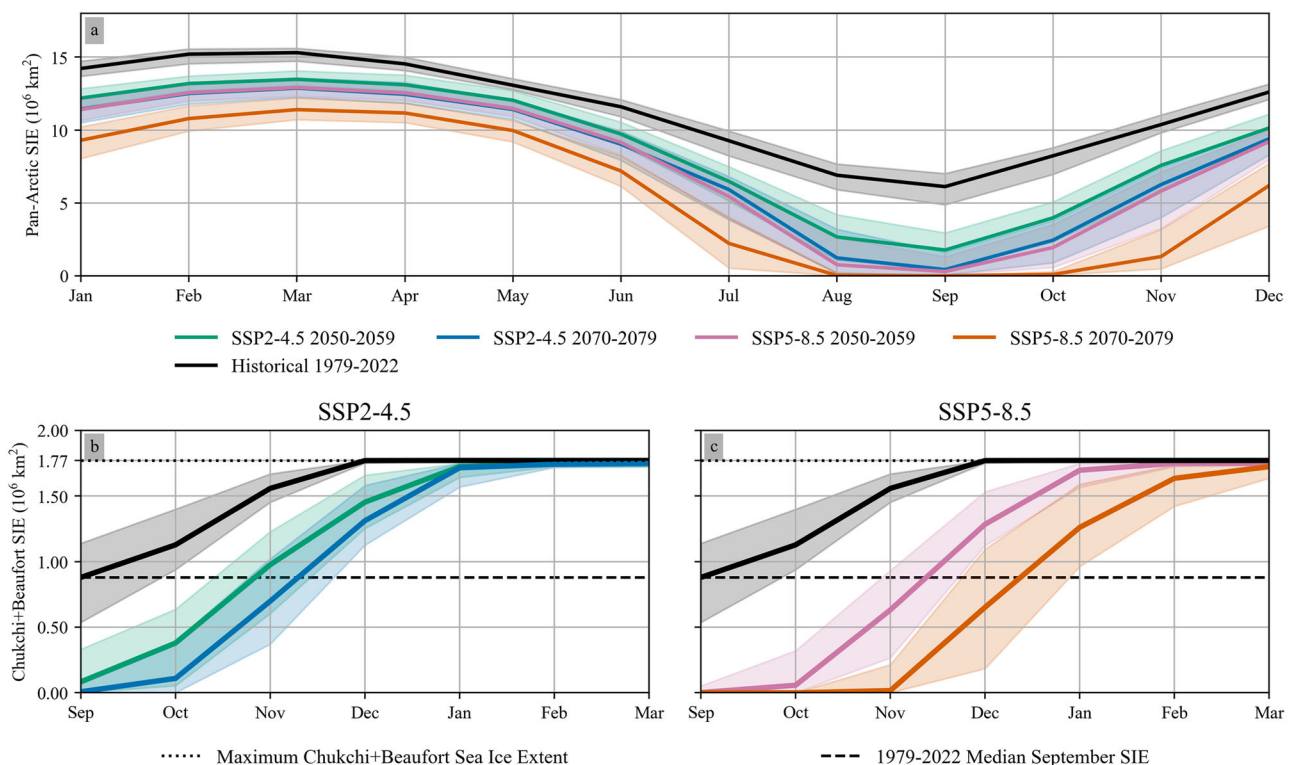 a
Pan-Arctic SIE (10⁶ km²)
15
10
5
0
Jan Feb Mar Apr May Jun Jul Aug Sep Oct Nov Dec
SSP2-4.5 2050-2059 SSP2-4.5 2070-2079 SSP5-8.5 2050-2059 SSP5-8.5 2070-2079
Historical 1979-2022
SSP2-4.5
b
Chukchi+Beaufort SIE (10⁶ km²)
2.00
1.77
1.50
1.00
0.50
0.00
Sep Oct Nov Dec Jan Feb Mar
SSP5-8.5
c
Sep Oct Nov Dec Jan Feb Mar
Maximum Chukchi+Beaufort Sea Ice Extent 1979-2022 Median September SIE